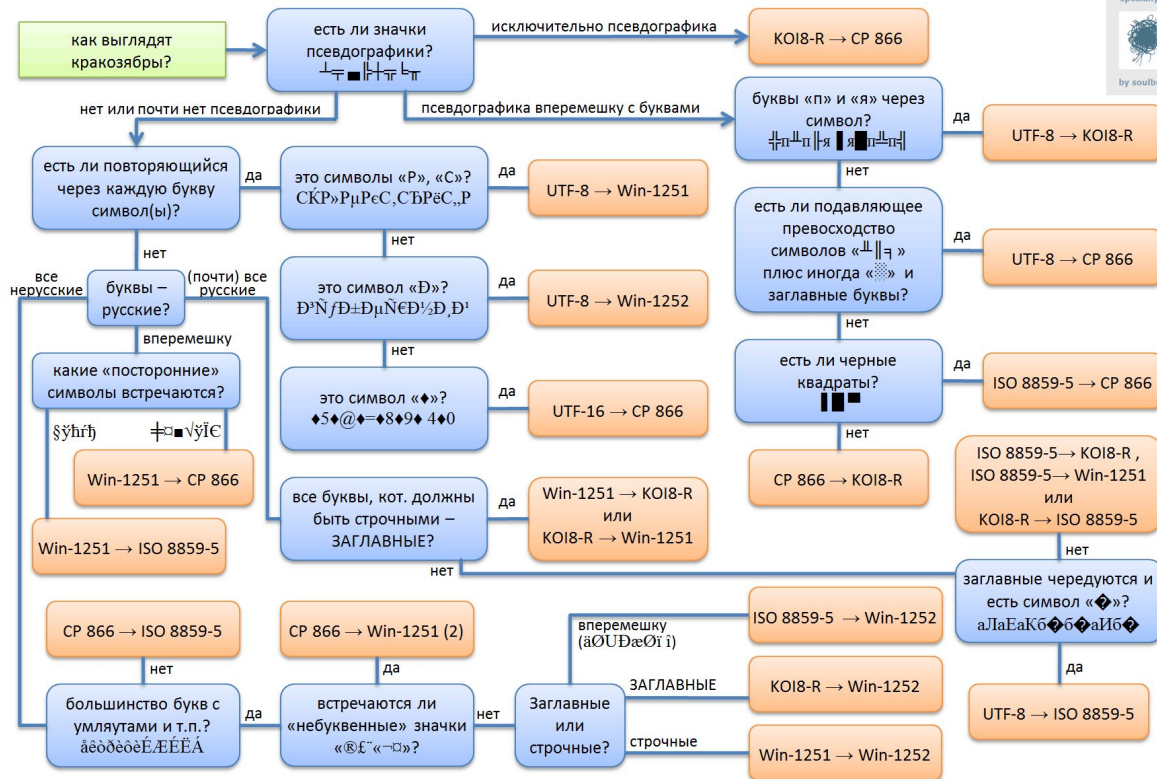 как выглядят
кракозябры?
есть ли значки
псевдографики?
┴╤▄╠┼╦╘╥
исключительно псевдографика
KOI8-R → CP 866
by soulbo
нет или почти нет псевдографики
псевдографика вперемешку с буквами
буквы «п» и «я» через
символ?
╬п╨п╟я▐я█п╩п╣
да
UTF-8 → KOI8-R
нет
есть ли повторяющийся
через каждую букву
символ(ы)?
да
это символы «Р», «С»?
СЌР»РµРєС‚СЂРёС„Р
да
UTF-8 → Win-1251
нет
нет
есть ли подавляющее
превосходство
символов «╨║╕»
плюс иногда «░» и
заглавные буквы?
да
UTF-8 → CP 866
нет
все
нерусские
буквы –
русские?
(почти) все
русские
вперемешку
это символ «Ð»?
Ð³ÑƒÐ±ÐµÑ€Ð½Ð¸Ð¹
да
UTF-8 → Win-1252
нет
какие «посторонние»
символы встречаются?
§ўћѓђ
╪¤■√ўЇЄ
Win-1251 → CP 866
Win-1251 → ISO 8859-5
это символ «♦»?
♦5♦@♦=♦8♦9♦ 4♦0
да
UTF-16 → CP 866
есть ли черные
квадраты?
▐█▀
да
ISO 8859-5 → CP 866
нет
CP 866 → KOI8-R
все буквы, кот. должны
быть строчными –
ЗАГЛАВНЫЕ?
да
Win-1251 → KOI8-R
или
KOI8-R → Win-1251
нет
ISO 8859-5→ KOI8-R ,
ISO 8859-5→ Win-1251
или
KOI8-R → ISO 8859-5
нет
заглавные чередуются и
есть символ «�»?
аЛаЕаКб�б�аИб�
да
UTF-8 → ISO 8859-5
CP 866 → ISO 8859-5
нет
большинство букв с
умляутами и т.п.?
åêòðèôèÉÆÉËÁ
да
CP 866 → Win-1251 (2)
да
встречаются ли
«небуквенные» значки
«®£¨«¬¤»?
нет
Заглавные
или
строчные?
вперемешку
(äØUÐæØï î)
ISO 8859-5 → Win-1252
ЗАГЛАВНЫЕ
KOI8-R → Win-1252
строчные
Win-1251 → Win-1252